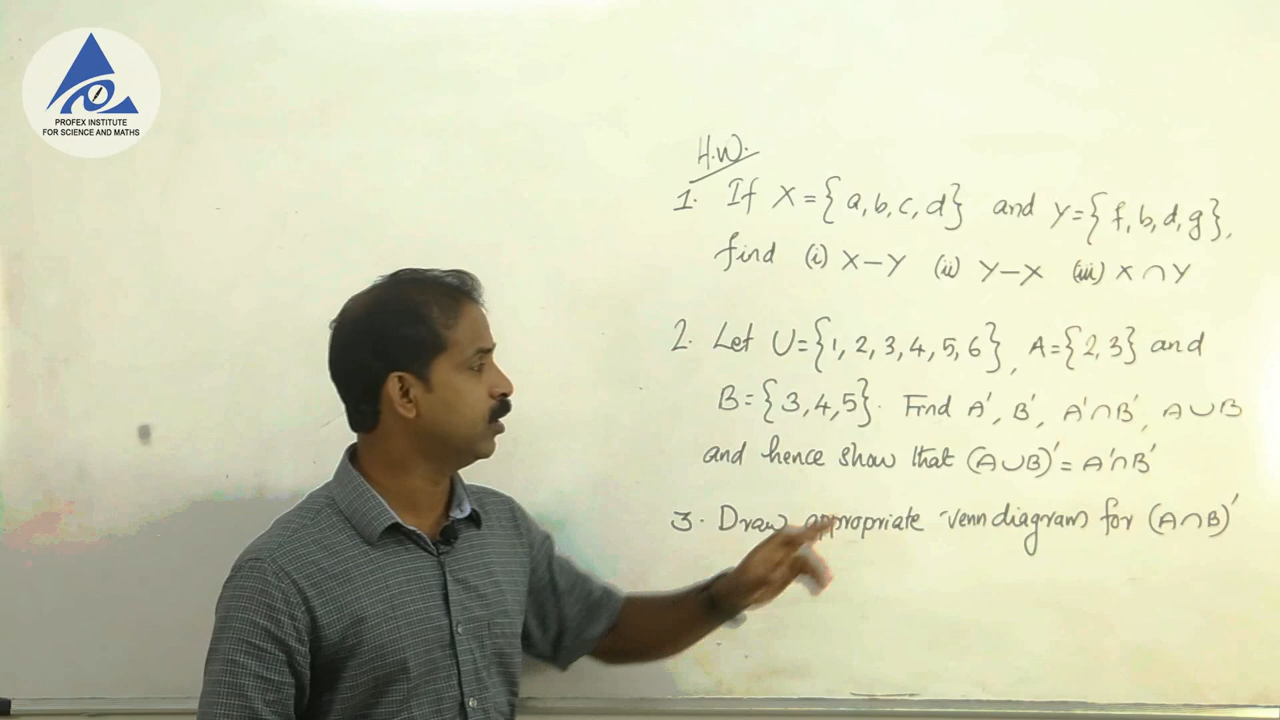 PROFEX INSTITUTE
FOR SCIENCE AND MATHS
H.W.
1. If X = {a, b, c, d} and Y = {f, b, d, g},
find (i) X – Y (ii) Y – X (iii) X ∩ Y
2. Let U = {1, 2, 3, 4, 5, 6}, A = {2, 3} and
B = {3, 4, 5}. Find A', B', A' ∩ B', A ∪ B
and hence show that (A ∪ B)' = A' ∩ B'
3. Draw appropriate venn diagram for (A ∩ B)'